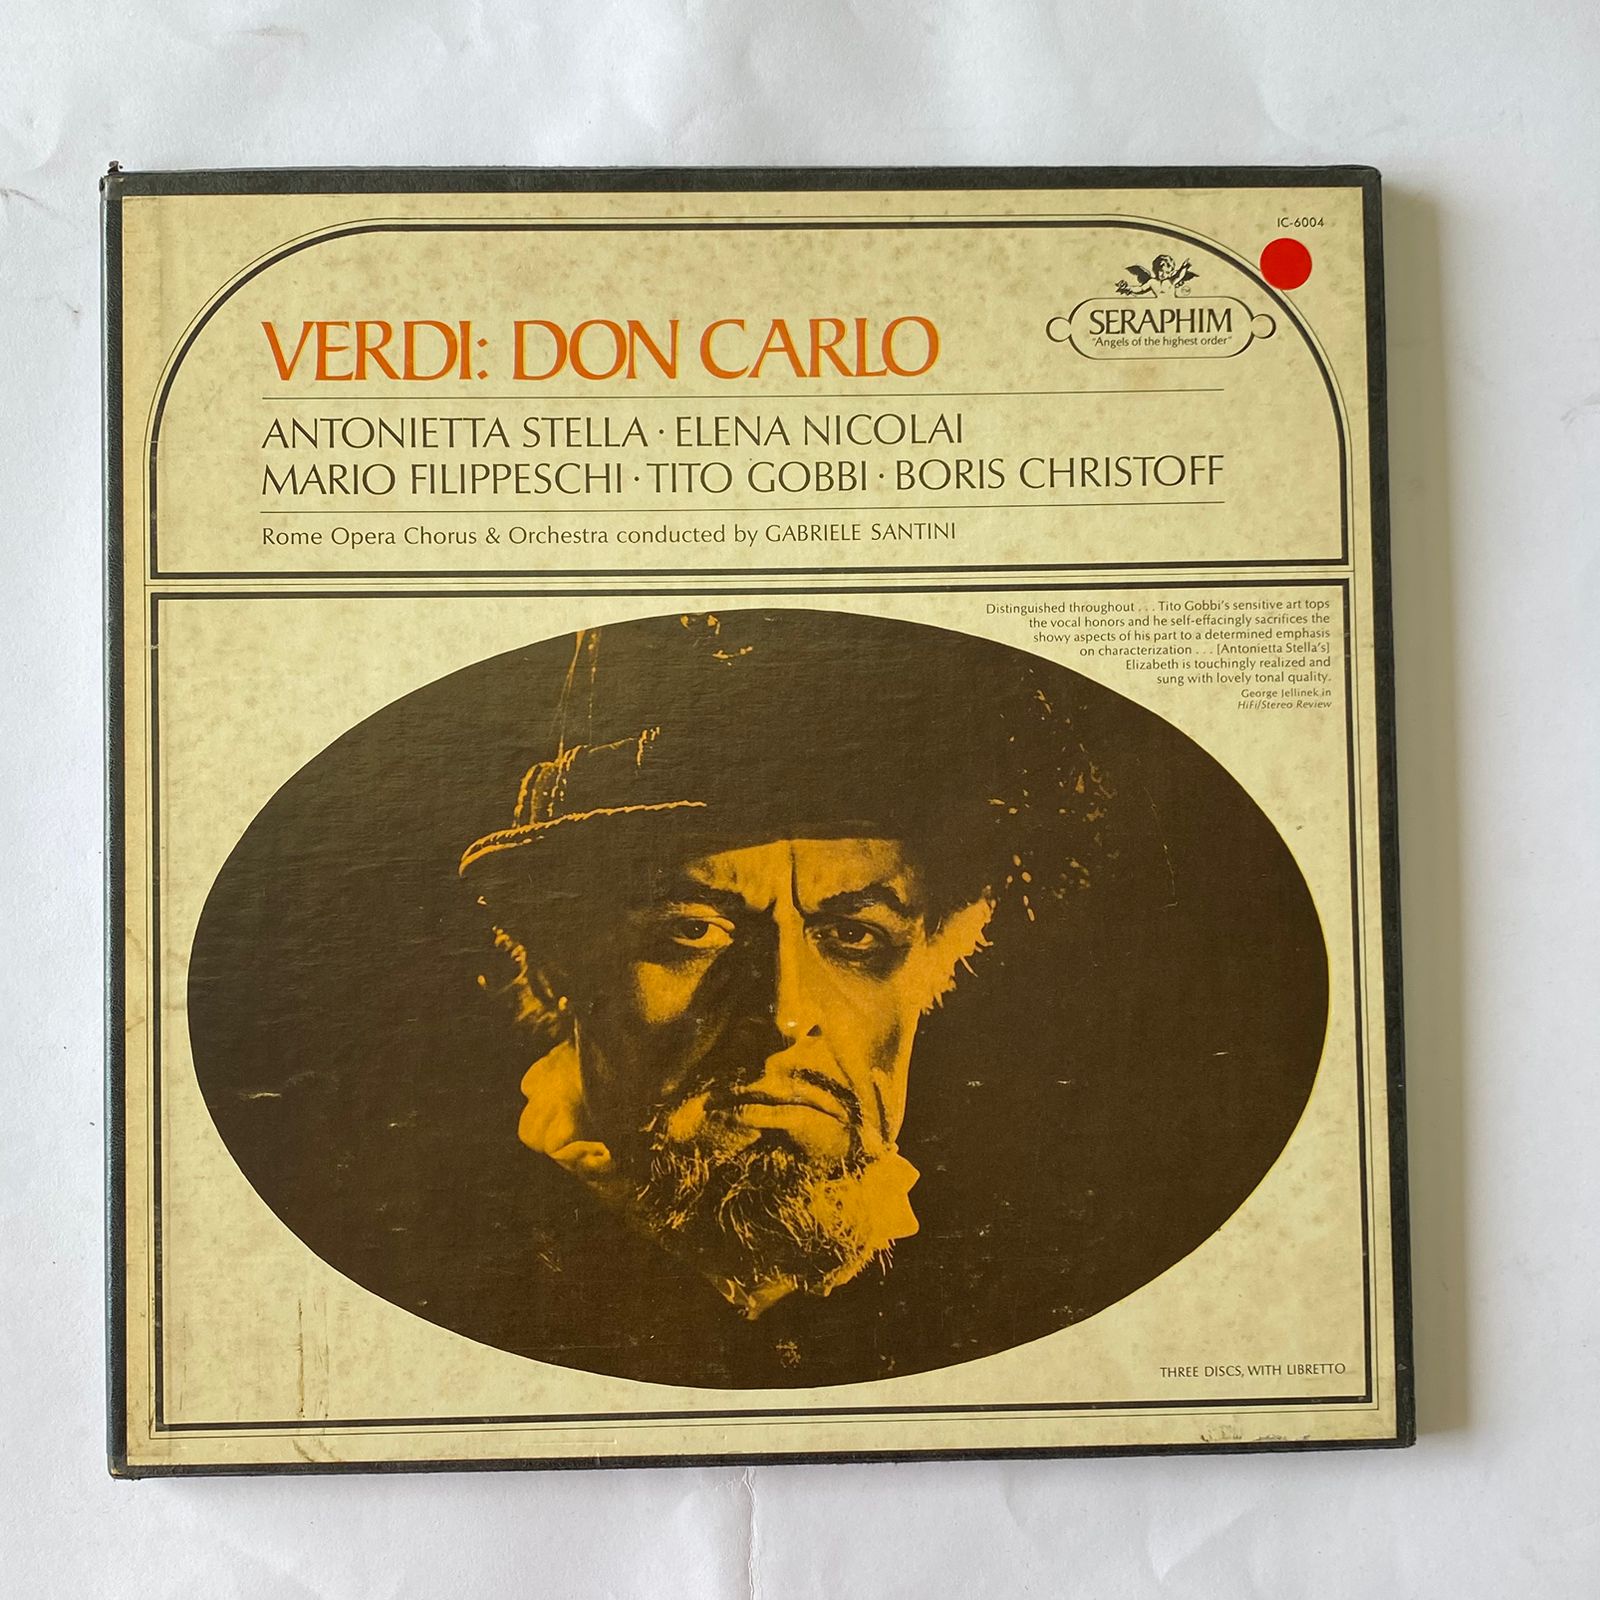 IC-6004
SERAPHIM
"Angels of the highest order"
VERDI: DON CARLO
ANTONIETTA STELLA · ELENA NICOLAI
MARIO FILIPPESCHI · TITO GOBBI · BORIS CHRISTOFF
Rome Opera Chorus & Orchestra conducted by GABRIELE SANTINI
Distinguished throughout . . . Tito Gobbi's sensitive art tops
the vocal honors and he self-effacingly sacrifices the
showy aspects of his part to a determined emphasis
on characterization . . . [Antonietta Stella's]
Elizabeth is touchingly realized and
sung with lovely tonal quality.
George Jellinek in
HiFi/Stereo Review
THREE DISCS, WITH LIBRETTO